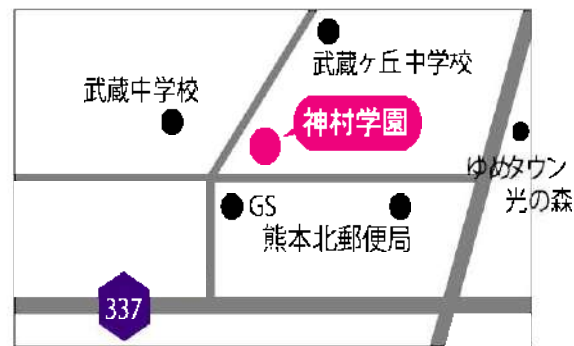 武蔵ヶ丘中学校
武蔵中学校
神村学園
ゆめタウン
光の森
GS
熊本北郵便局
337